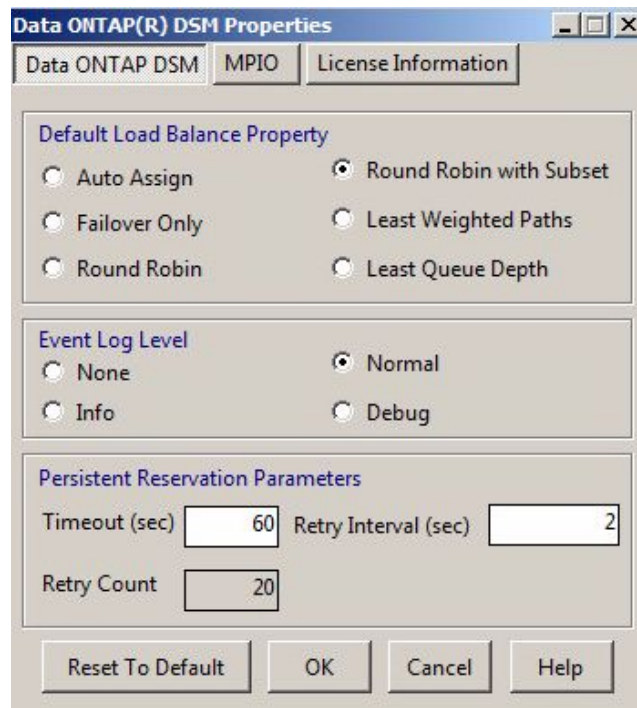 Data ONTAP(R) DSM Properties
Data ONTAP DSM MPIO License Information
Default Load Balance Property
Auto Assign Round Robin with Subset
Failover Only Least Weighted Paths
Round Robin Least Queue Depth
Event Log Level
None Normal
Info Debug
Persistent Reservation Parameters
Timeout (sec) 60 Retry Interval (sec) 2
Retry Count 20
Reset To Default OK Cancel Help